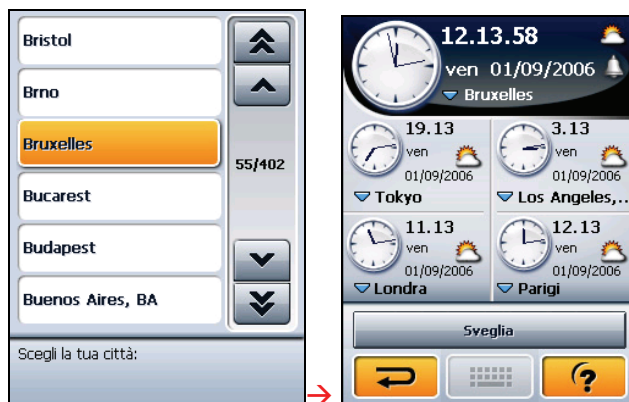 Bristol
Brno
Bruxelles
55/402
Bucarest
Budapest
Buenos Aires, BA
Scegli la tua città:
→
12.13.58
ven 01/09/2006
Bruxelles
19.13
ven
01/09/2006
Tokyo
3.13
ven
01/09/2006
Los Angeles,..
11.13
ven
01/09/2006
Londra
12.13
ven
01/09/2006
Parigi
Sveglia
?